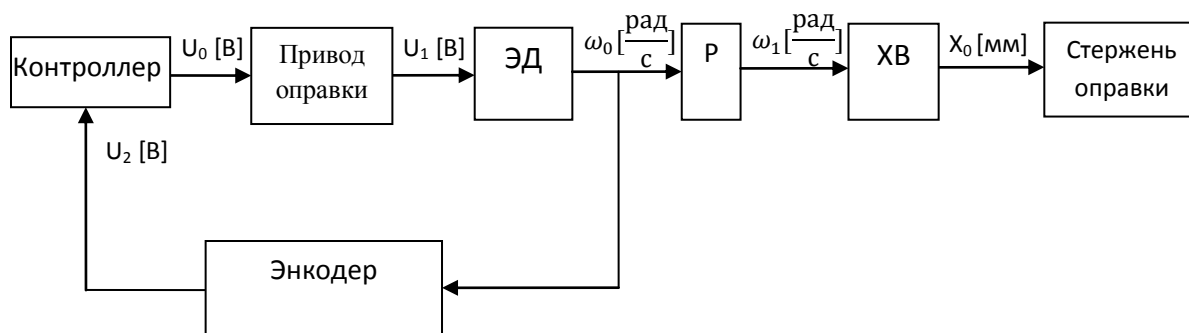 Контроллер
U₀ [В]
Привод
оправки
U₁ [В]
ЭД
ω₀[рад/с]
Р
ω₁[рад/с]
ХВ
X₀ [мм]
Стержень
оправки
U₂ [В]
Энкодер